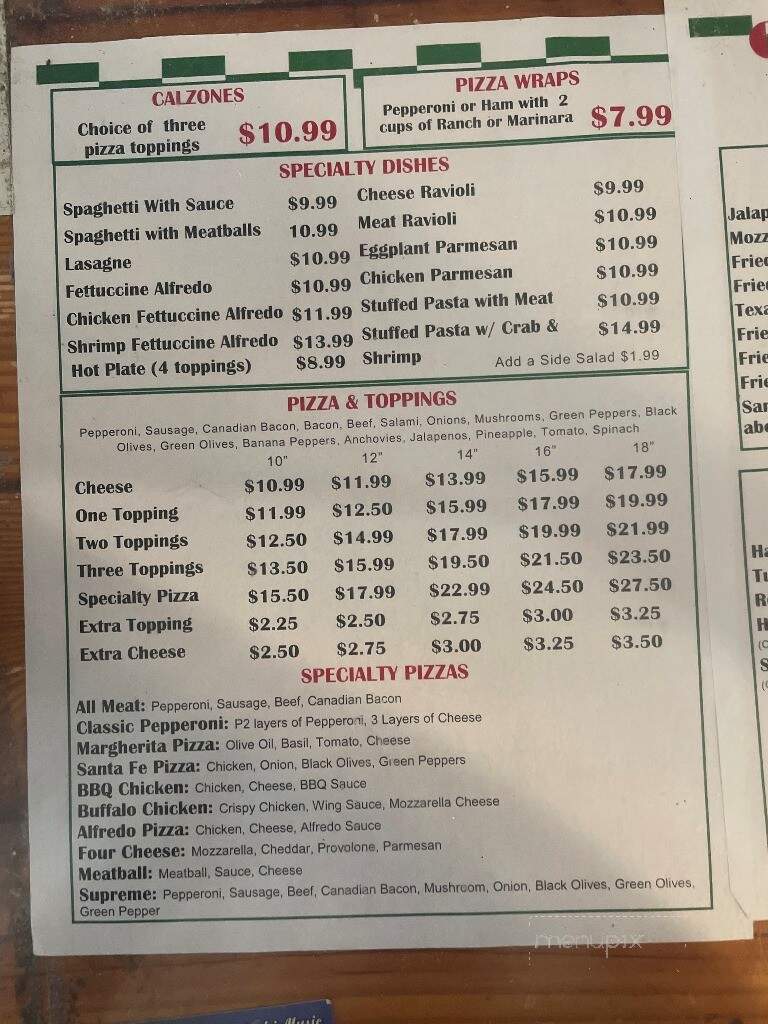 CALZONES
Choice of three
pizza toppings
$10.99
PIZZA WRAPS
Pepperoni or Ham with 2
cups of Ranch or Marinara
$7.99
SPECIALTY DISHES
Spaghetti With Sauce $9.99
Spaghetti with Meatballs 10.99
Lasagne $10.99
Fettuccine Alfredo $10.99
Chicken Fettuccine Alfredo $11.99
Shrimp Fettuccine Alfredo $13.99
Hot Plate (4 toppings) $8.99
Cheese Ravioli $9.99
Meat Ravioli $10.99
Eggplant Parmesan $10.99
Chicken Parmesan $10.99
Stuffed Pasta with Meat $10.99
Stuffed Pasta w/ Crab & $14.99
Shrimp
Add a Side Salad $1.99
PIZZA & TOPPINGS
Pepperoni, Sausage, Canadian Bacon, Bacon, Beef, Salami, Onions, Mushrooms, Green Peppers, Black
Olives, Green Olives, Banana Peppers, Anchovies, Jalapenos, Pineapple, Tomato, Spinach
10" 12" 14" 16" 18"
Cheese $10.99 $11.99 $13.99 $15.99 $17.99
One Topping $11.99 $12.50 $15.99 $17.99 $19.99
Two Toppings $12.50 $14.99 $17.99 $19.99 $21.99
Three Toppings $13.50 $15.99 $19.50 $21.50 $23.50
Specialty Pizza $15.50 $17.99 $22.99 $24.50 $27.50
Extra Topping $2.25 $2.50 $2.75 $3.00 $3.25
Extra Cheese $2.50 $2.75 $3.00 $3.25 $3.50
SPECIALTY PIZZAS
All Meat: Pepperoni, Sausage, Beef, Canadian Bacon
Classic Pepperoni: P2 layers of Pepperoni, 3 Layers of Cheese
Margherita Pizza: Olive Oil, Basil, Tomato, Cheese
Santa Fe Pizza: Chicken, Onion, Black Olives, Green Peppers
BBQ Chicken: Chicken, Cheese, BBQ Sauce
Buffalo Chicken: Crispy Chicken, Wing Sauce, Mozzarella Cheese
Alfredo Pizza: Chicken, Cheese, Alfredo Sauce
Four Cheese: Mozzarella, Cheddar, Provolone, Parmesan
Meatball: Meatball, Sauce, Cheese
Supreme: Pepperoni, Sausage, Beef, Canadian Bacon, Mushroom, Onion, Black Olives, Green Olives,
Green Pepper
menupix
Jalap
Mozz
Fried
Frie
Texa
Frie
Frie
Frie
Sar
abo
Ha
Tu
R
H
(C
S
(
Music